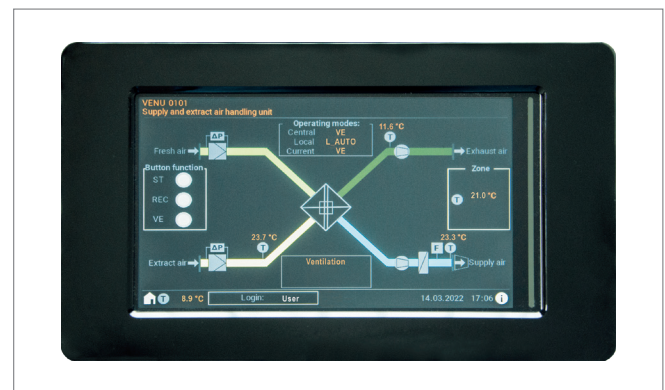 VENU 0101
Supply and extract air handling unit
Operating modes:
Central VE
Local L_AUTO
Current VE
11.6 °C
T
ΔP
Fresh air
Exhaust air
Button function
ST
REC
VE
Zone
T 21.0 °C
ΔP
23.7 °C
T
Extract air
Ventilation
23.3 °C
F T
Supply air
T 8.9 °C
Login: User
14.03.2022 17:06 i